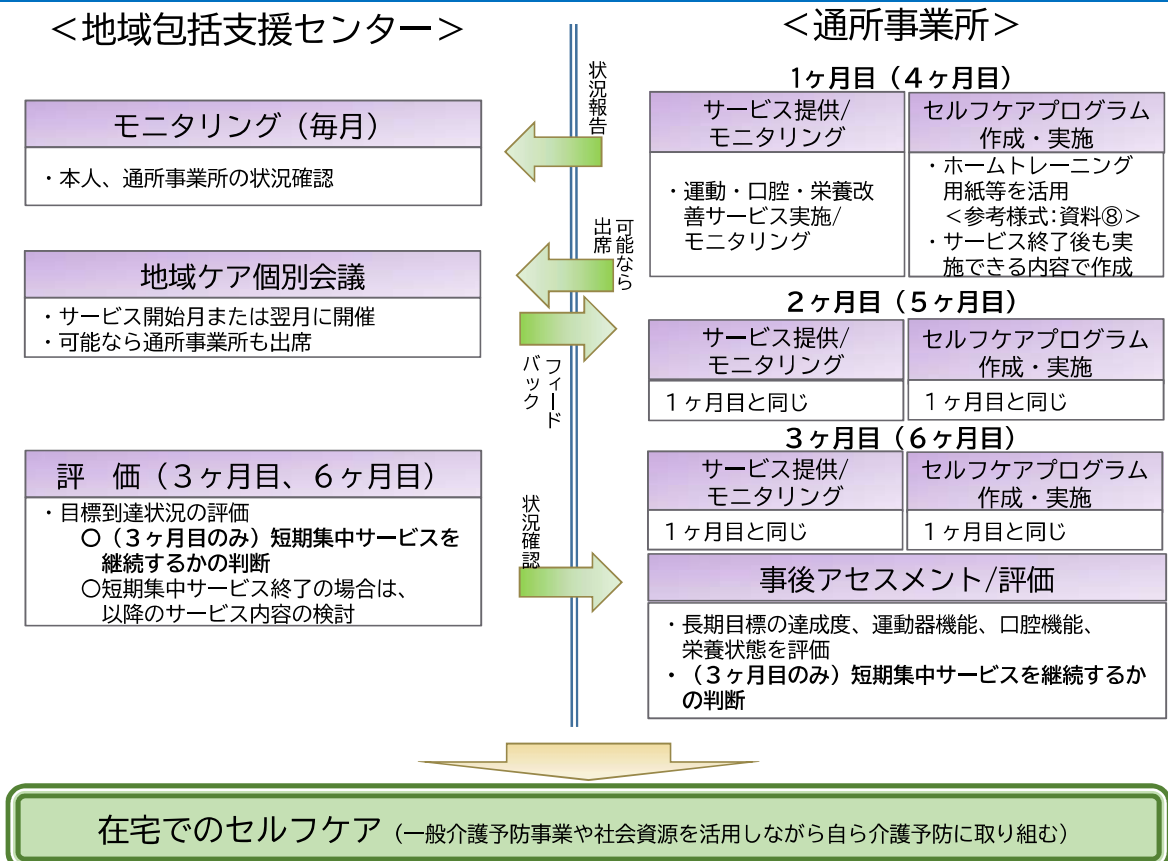 ＜地域包括支援センター＞
モニタリング（毎月）
・本人、通所事業所の状況確認
地域ケア個別会議
・サービス開始月または翌月に開催
・可能なら通所事業所も出席
評　価（３ヶ月目、６ヶ月目）
・目標到達状況の評価
〇（３ヶ月目のみ）短期集中サービスを
継続するかの判断
〇短期集中サービス終了の場合は、
以降のサービス内容の検討
状況報告
可能なら
出席
フィード
バック
状況確認
＜通所事業所＞
１ヶ月目（４ヶ月目）
サービス提供/
モニタリング
・運動・口腔・栄養改
善サービス実施/
モニタリング
セルフケアプログラム
作成・実施
・ホームトレーニング
用紙等を活用
＜参考様式：資料⑧＞
・サービス終了後も実
施できる内容で作成
２ヶ月目（５ヶ月目）
サービス提供/
モニタリング
１ヶ月目と同じ
セルフケアプログラム
作成・実施
１ヶ月目と同じ
３ヶ月目（６ヶ月目）
サービス提供/
モニタリング
１ヶ月目と同じ
セルフケアプログラム
作成・実施
１ヶ月目と同じ
事後アセスメント/評価
・長期目標の達成度、運動器機能、口腔機能、
栄養状態を評価
・（３ヶ月目のみ）短期集中サービスを継続するか
の判断
在宅でのセルフケア（一般介護予防事業や社会資源を活用しながら自ら介護予防に取り組む）